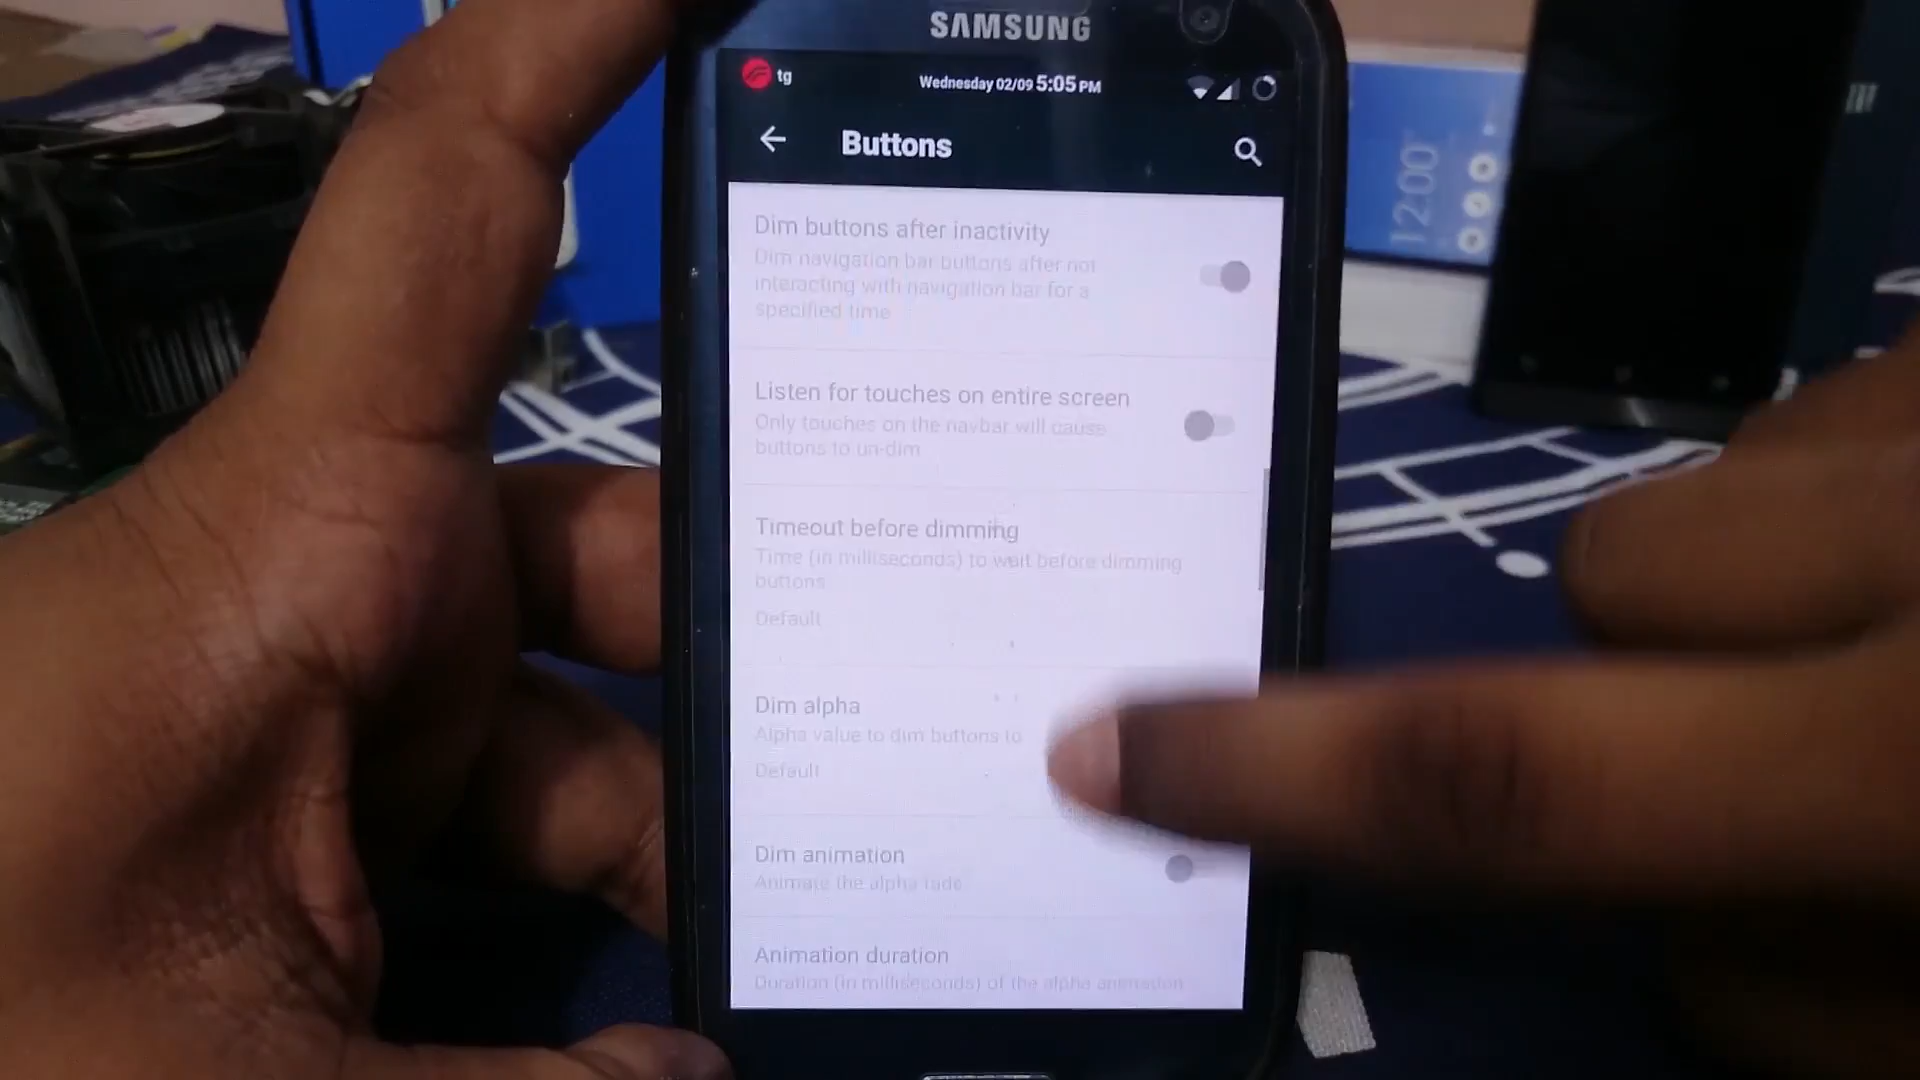 SAMSUNG
tg
Wednesday 02/09 5:05 PM
Buttons
Dim buttons after inactivity
Dim navigation bar buttons after not
interacting with navigation bar for a
specified time
Listen for touches on entire screen
Only touches on the navbar will cause
buttons to un-dim
Timeout before dimming
Time (in milliseconds) to wait before dimming
buttons
Default
Dim alpha
Alpha value to dim buttons to
Default
Dim animation
Animate the alpha fade
Animation duration
Duration (in milliseconds) of the alpha animation
12:00